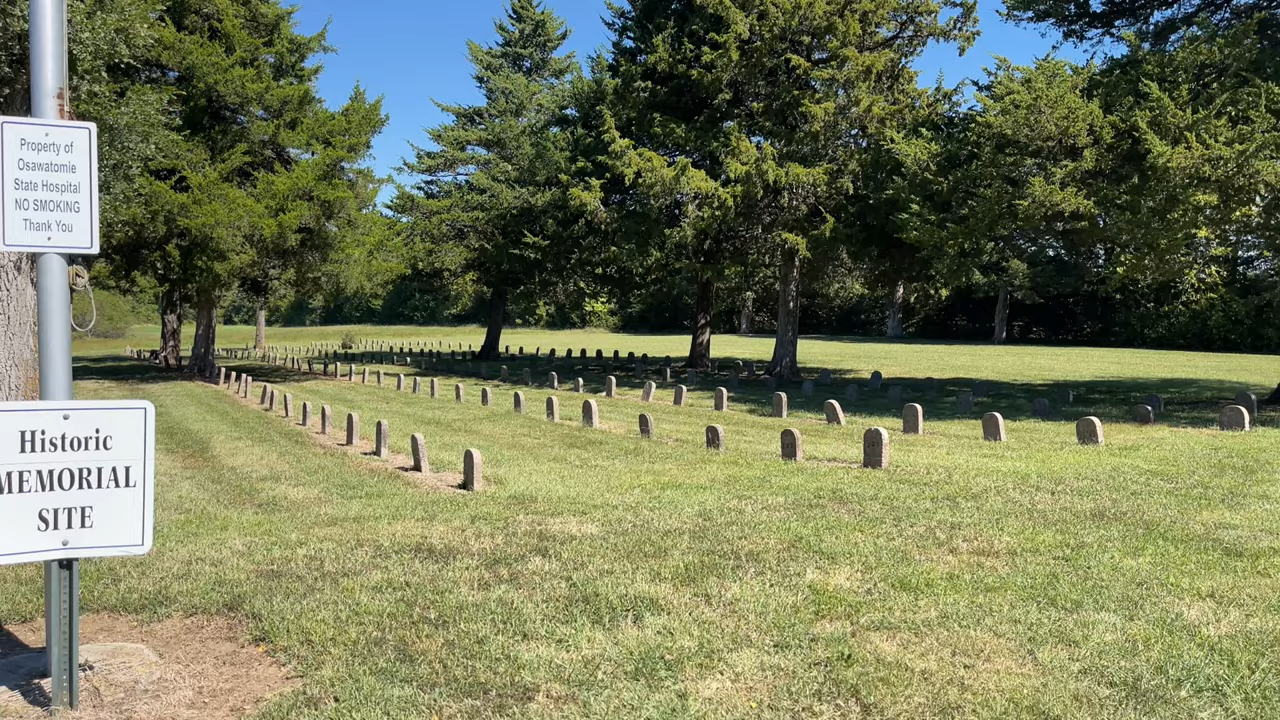 Property of
Osawatomie
State Hospital
NO SMOKING
Thank You
Historic
MEMORIAL
SITE